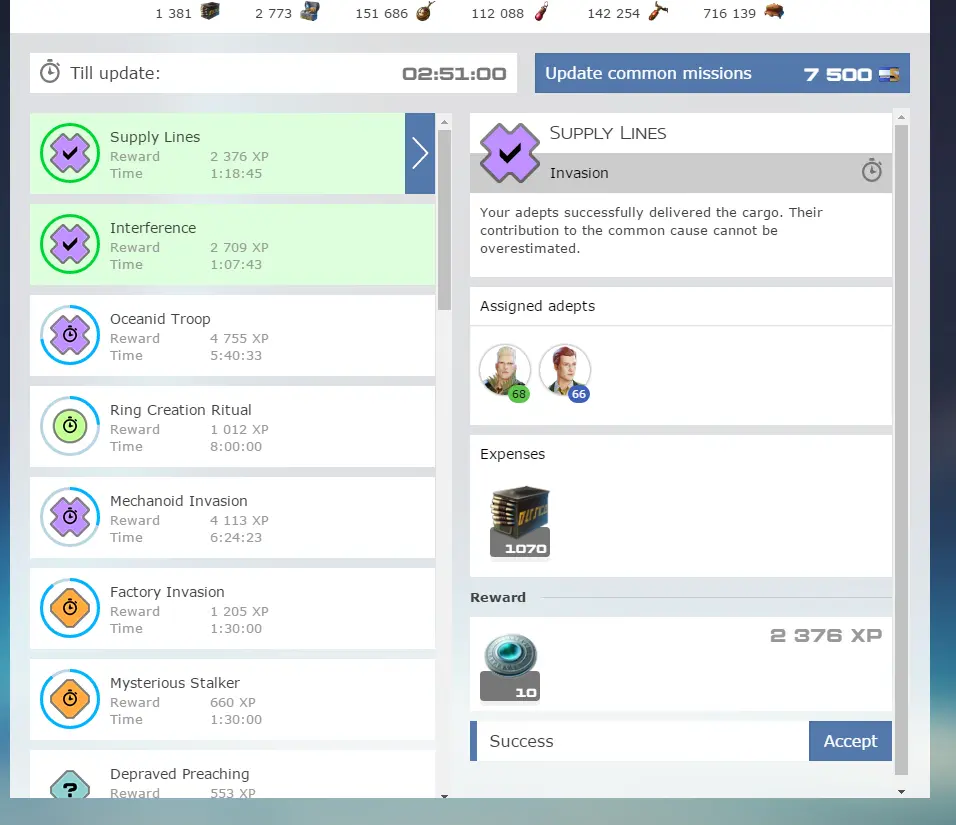 1 381 2 773 151 686 112 088 142 254 716 139
Till update: 02:51:00
Update common missions 7 500
Supply Lines
Reward 2 376 XP
Time 1:18:45
Interference
Reward 2 709 XP
Time 1:07:43
Oceanid Troop
Reward 4 755 XP
Time 5:40:33
Ring Creation Ritual
Reward 1 012 XP
Time 8:00:00
Mechanoid Invasion
Reward 4 113 XP
Time 6:24:23
Factory Invasion
Reward 1 205 XP
Time 1:30:00
Mysterious Stalker
Reward 660 XP
Time 1:30:00
?
Depraved Preaching
Reward 553 XP
Supply Lines
Invasion
Your adepts successfully delivered the cargo. Their
contribution to the common cause cannot be
overestimated.
Assigned adepts
68 66
Expenses
1070
Reward
2 376 XP
10
Success
Accept